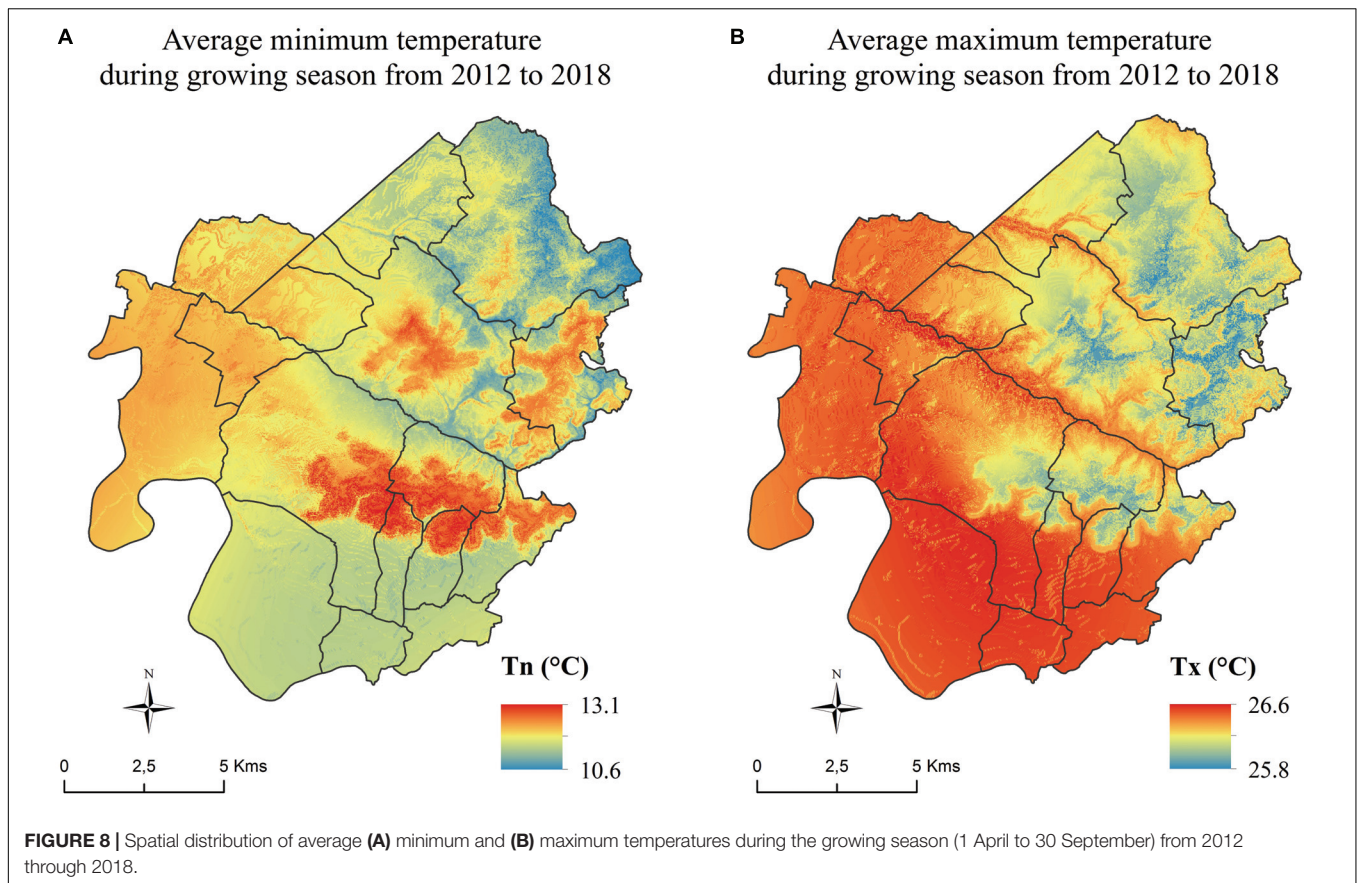 A
Average minimum temperature
during growing season from 2012 to 2018
N
Tn (°C)
13.1
10.6
0 2,5 5 Kms
B
Average maximum temperature
during growing season from 2012 to 2018
N
Tx (°C)
26.6
25.8
0 2,5 5 Kms
FIGURE 8 | Spatial distribution of average (A) minimum and (B) maximum temperatures during the growing season (1 April to 30 September) from 2012
through 2018.